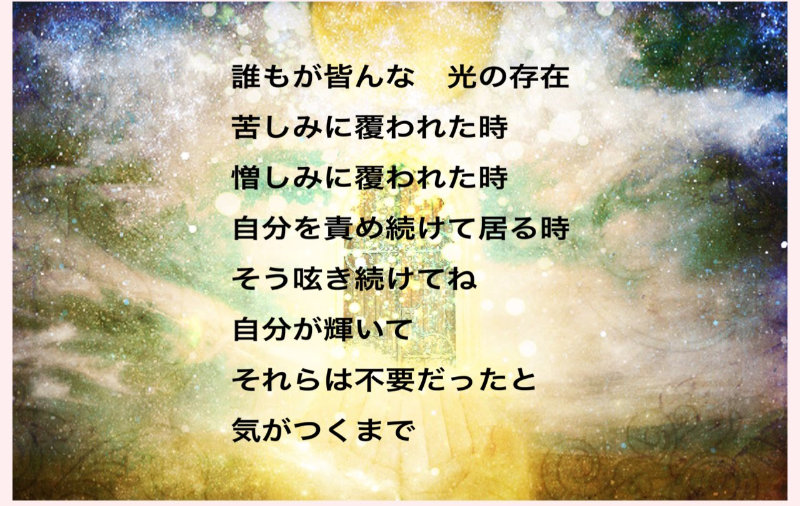 誰もが皆んな　光の存在
苦しみに覆われた時
憎しみに覆われた時
自分を責め続けて居る時
そう呟き続けてね
自分が輝いて
それらは不要だったと
気がつくまで